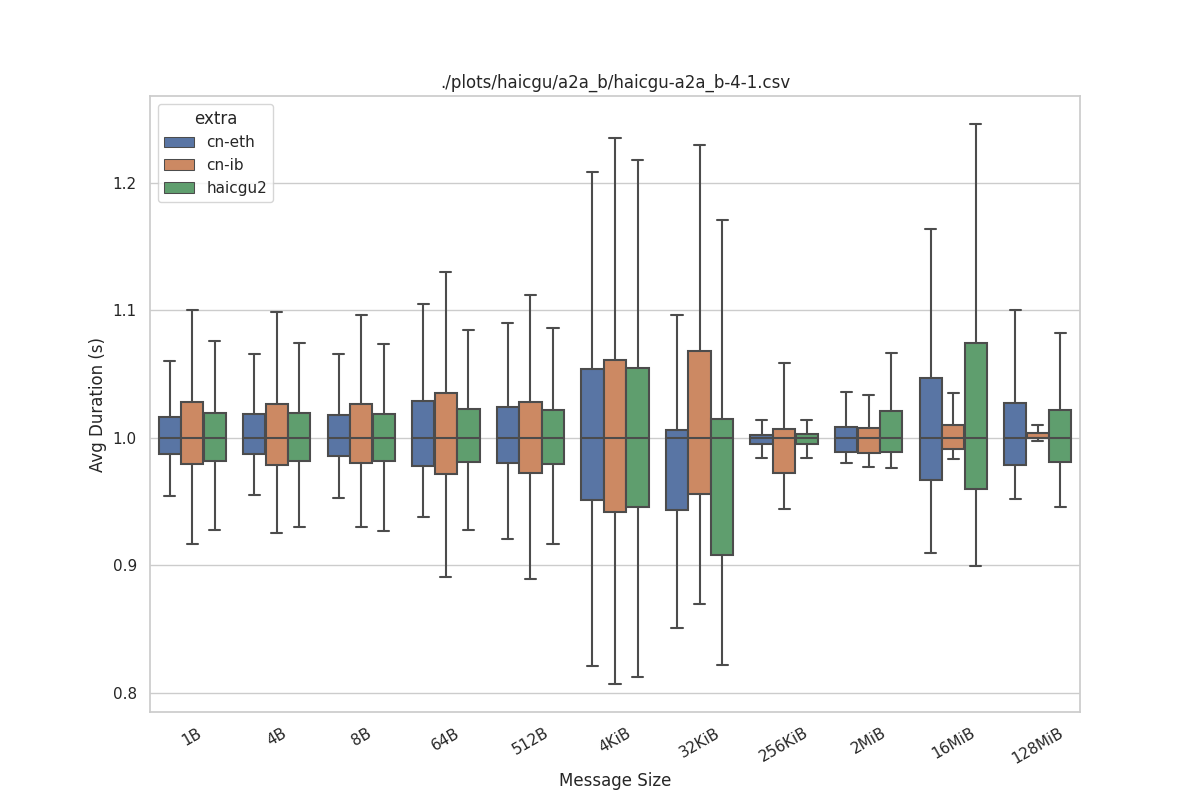 ./plots/haicgu/a2a_b/haicgu-a2a_b-4-1.csv
extra
cn-eth
cn-ib
haicgu2
Avg Duration (s)
1.2
1.1
1.0
0.9
0.8
1B
4B
8B
64B
512B
4KiB
32KiB
256KiB
2MiB
16MiB
128MiB
Message Size